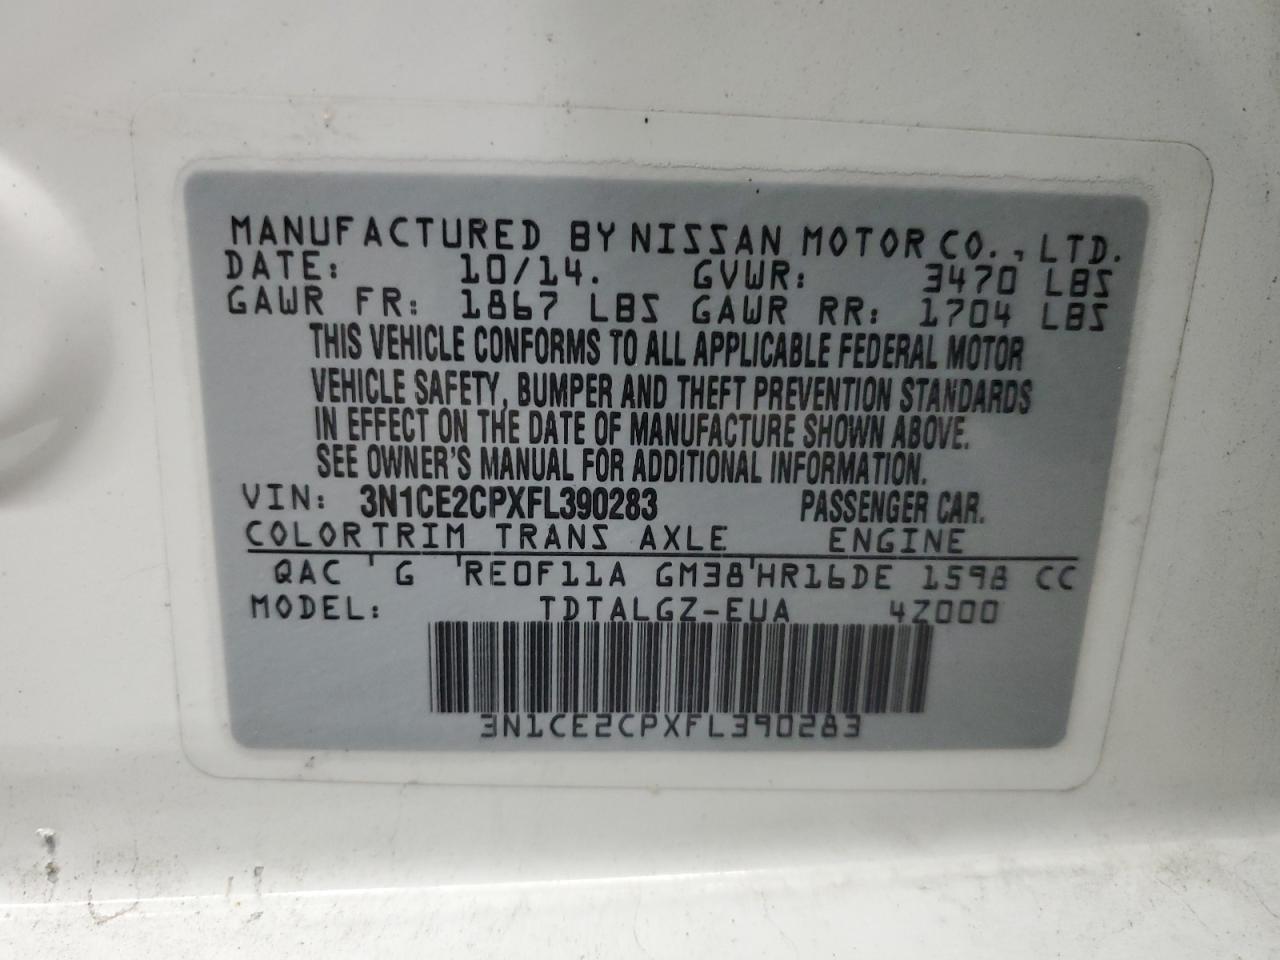 MANUFACTURED BY NISSAN MOTOR CO., LTD.
DATE: 10/14. GVWR: 3470 LBS
GAWR FR: 1867 LBS GAWR RR: 1704 LBS
THIS VEHICLE CONFORMS TO ALL APPLICABLE FEDERAL MOTOR
VEHICLE SAFETY, BUMPER AND THEFT PREVENTION STANDARDS
IN EFFECT ON THE DATE OF MANUFACTURE SHOWN ABOVE.
SEE OWNER'S MANUAL FOR ADDITIONAL INFORMATION.
VIN: 3N1CE2CPXFL390283 PASSENGER CAR.
COLORTRIM TRANS AXLE ENGINE
QAC ' G 'RE0F11A GM38'HR16DE 1598 CC
MODEL: TDTALGZ-EUA 4Z000
3N1CE2CPXFL390283